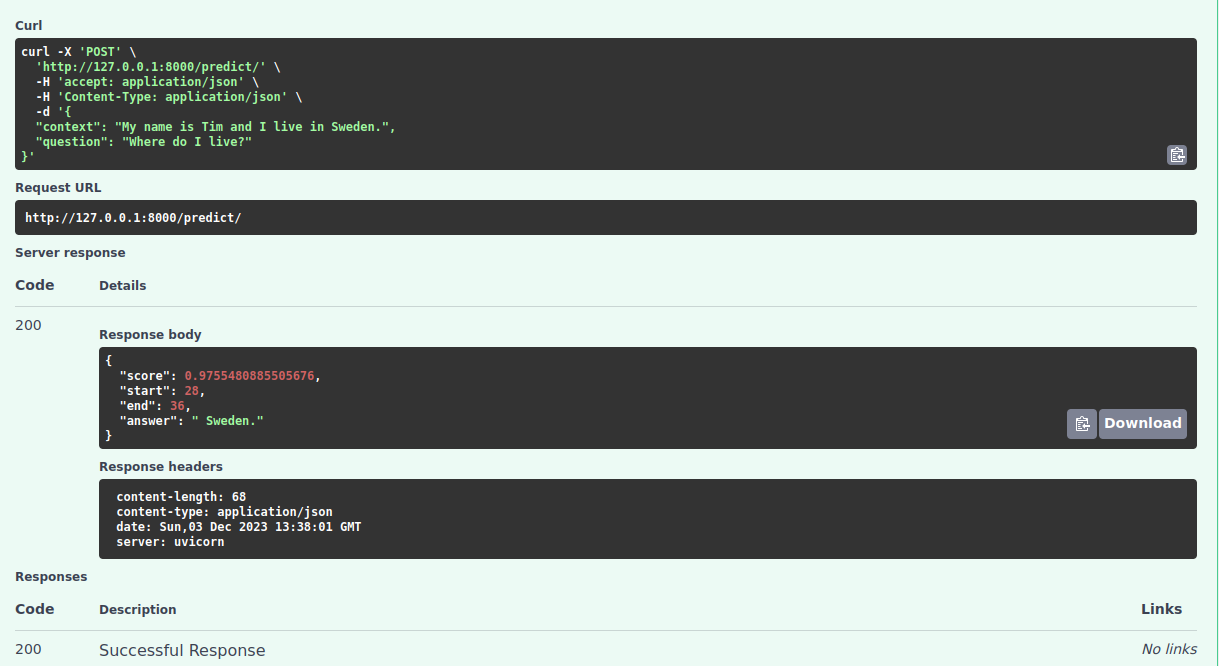 Curl
curl -X 'POST' \
  'http://127.0.0.1:8000/predict/' \
  -H 'accept: application/json' \
  -H 'Content-Type: application/json' \
  -d '{
  "context": "My name is Tim and I live in Sweden.",
  "question": "Where do I live?"
}'
Request URL
http://127.0.0.1:8000/predict/
Server response
Code Details
200
Response body
{
  "score": 0.9755480885505676,
  "start": 28,
  "end": 36,
  "answer": " Sweden."
}
Download
Response headers
content-length: 68
content-type: application/json
date: Sun,03 Dec 2023 13:38:01 GMT
server: uvicorn
Responses
Code Description Links
200 Successful Response No links